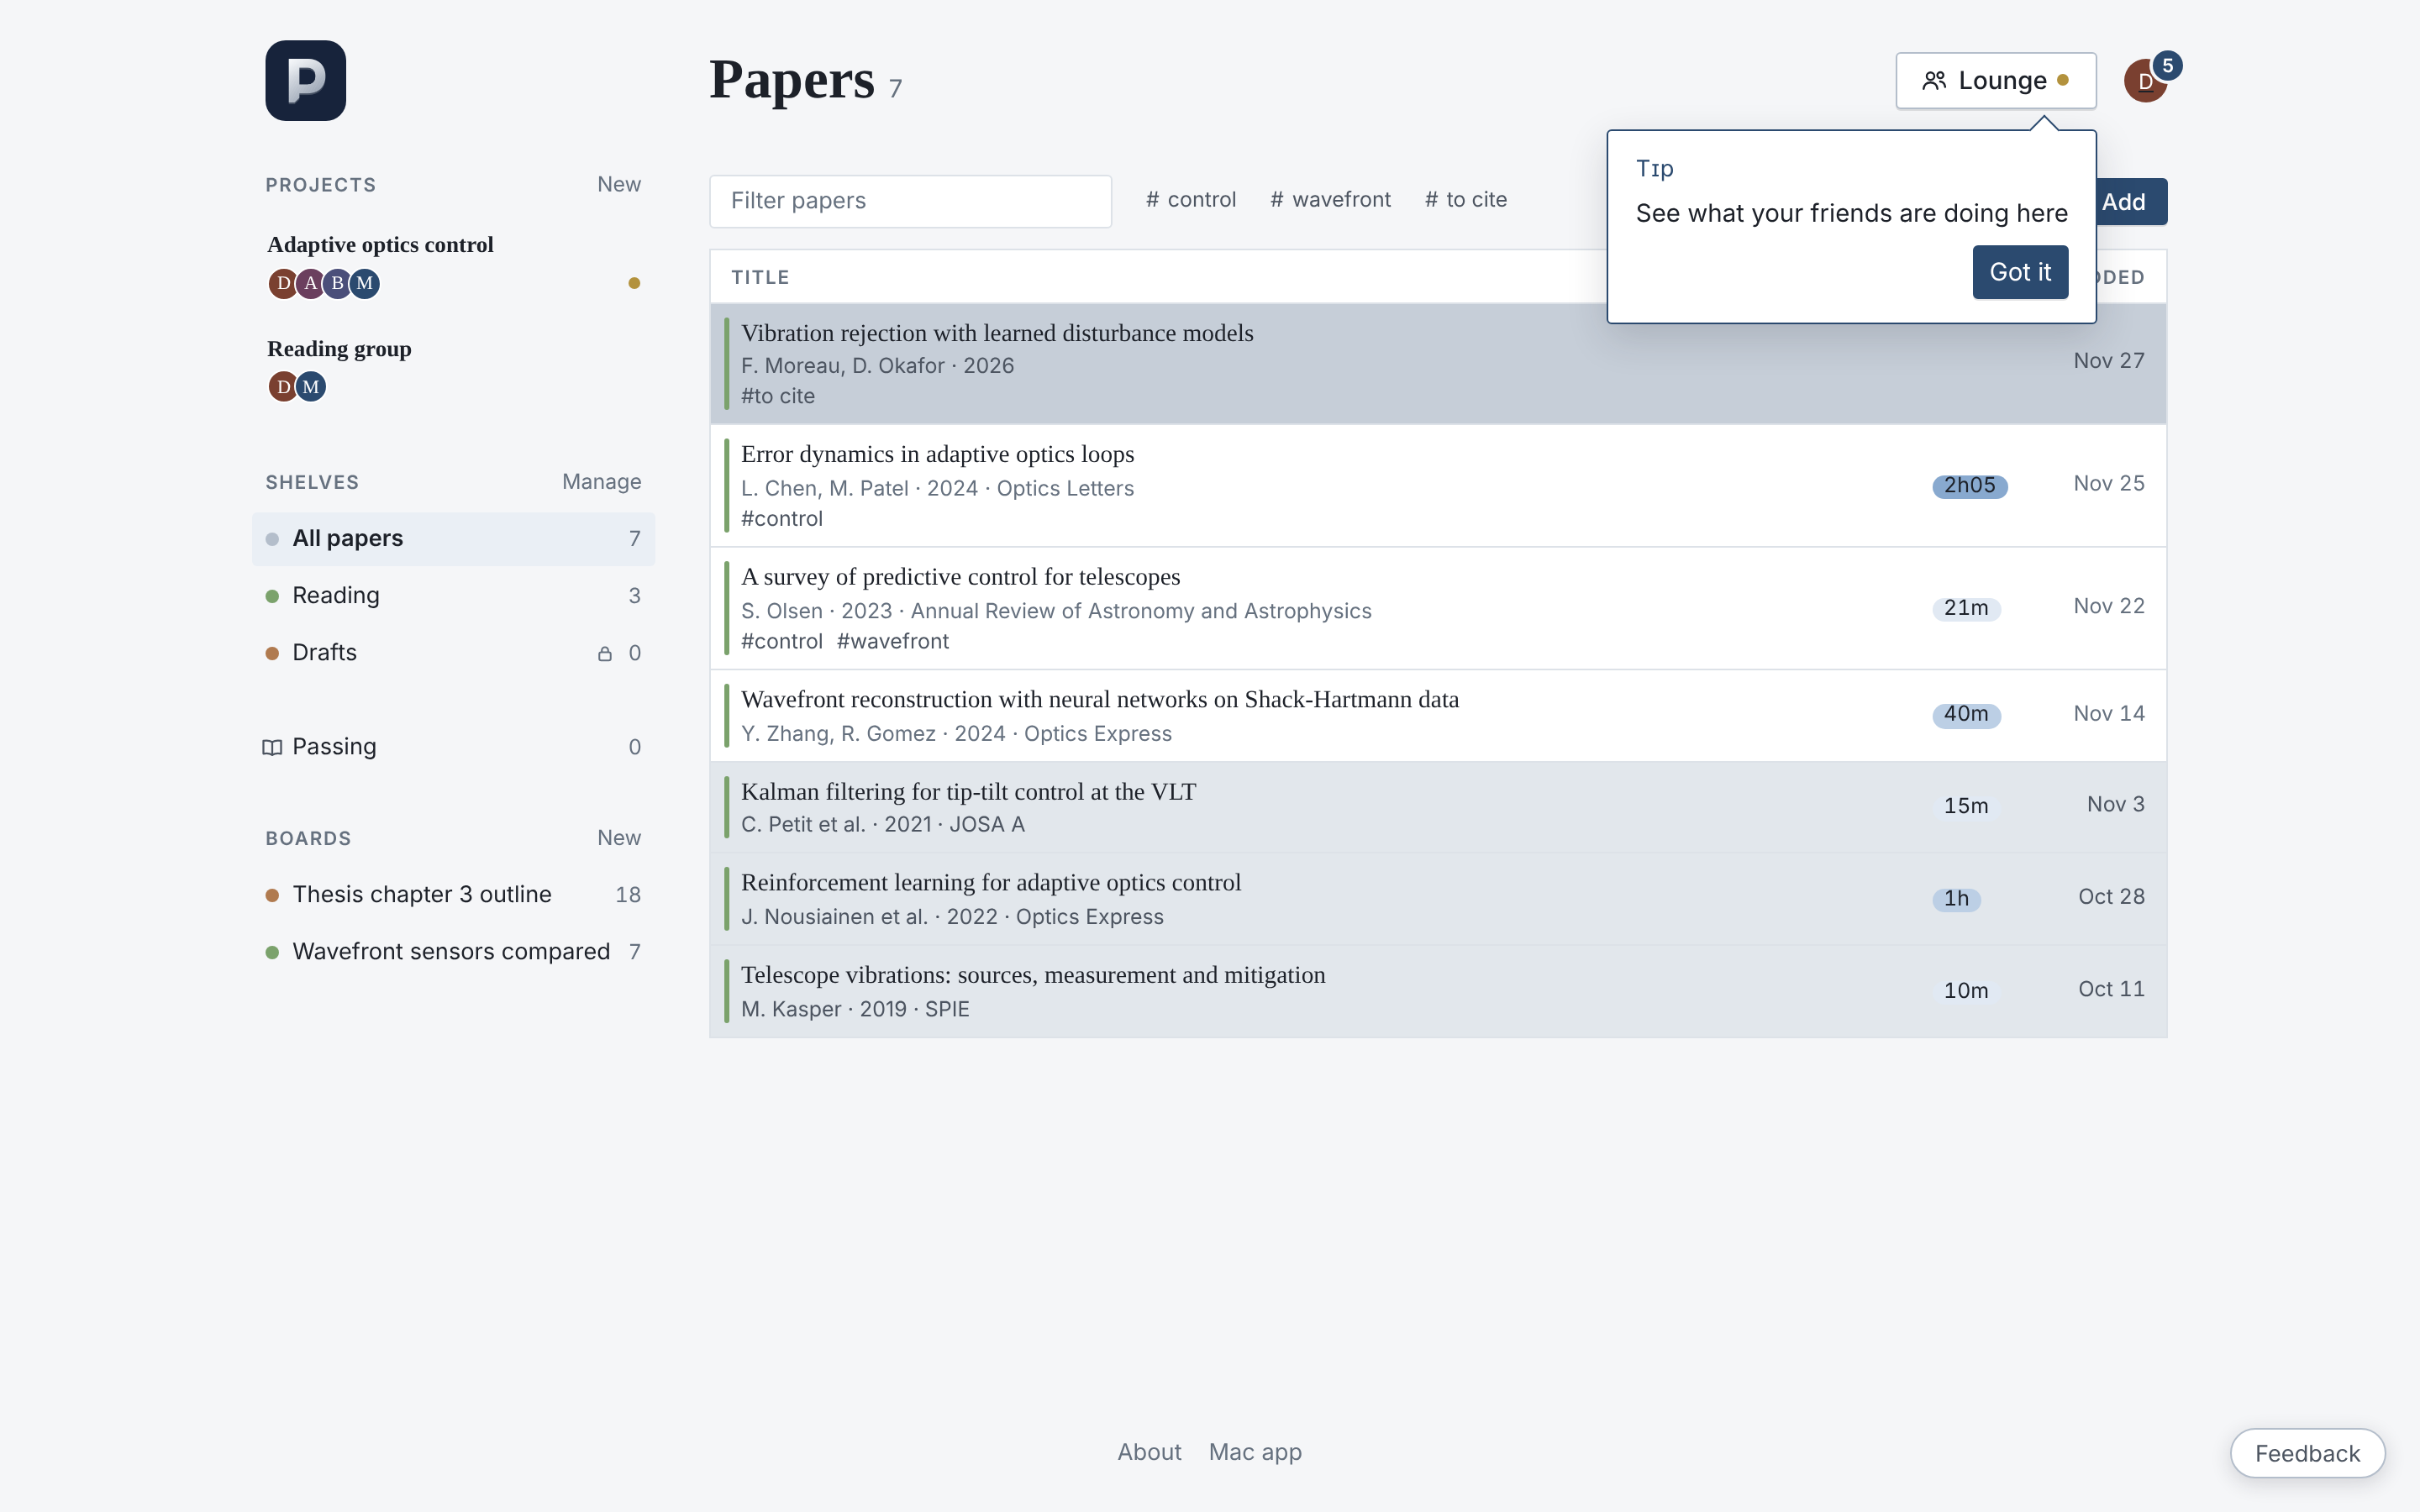 P
Papers 7
Lounge
D 5
PROJECTS New
Adaptive optics control
D A B M
Reading group
D M
SHELVES Manage
All papers 7
Reading 3
Drafts 0
Passing 0
BOARDS New
Thesis chapter 3 outline 18
Wavefront sensors compared 7
Filter papers
# control # wavefront # to cite
Add
Tɪp
See what your friends are doing here
Got it
TITLE
Vibration rejection with learned disturbance models
F. Moreau, D. Okafor · 2026
#to cite
Nov 27
Error dynamics in adaptive optics loops
L. Chen, M. Patel · 2024 · Optics Letters
#control
2h05 Nov 25
A survey of predictive control for telescopes
S. Olsen · 2023 · Annual Review of Astronomy and Astrophysics
#control #wavefront
21m Nov 22
Wavefront reconstruction with neural networks on Shack-Hartmann data
Y. Zhang, R. Gomez · 2024 · Optics Express
40m Nov 14
Kalman filtering for tip-tilt control at the VLT
C. Petit et al. · 2021 · JOSA A
15m Nov 3
Reinforcement learning for adaptive optics control
J. Nousiainen et al. · 2022 · Optics Express
1h Oct 28
Telescope vibrations: sources, measurement and mitigation
M. Kasper · 2019 · SPIE
10m Oct 11
About Mac app
Feedback